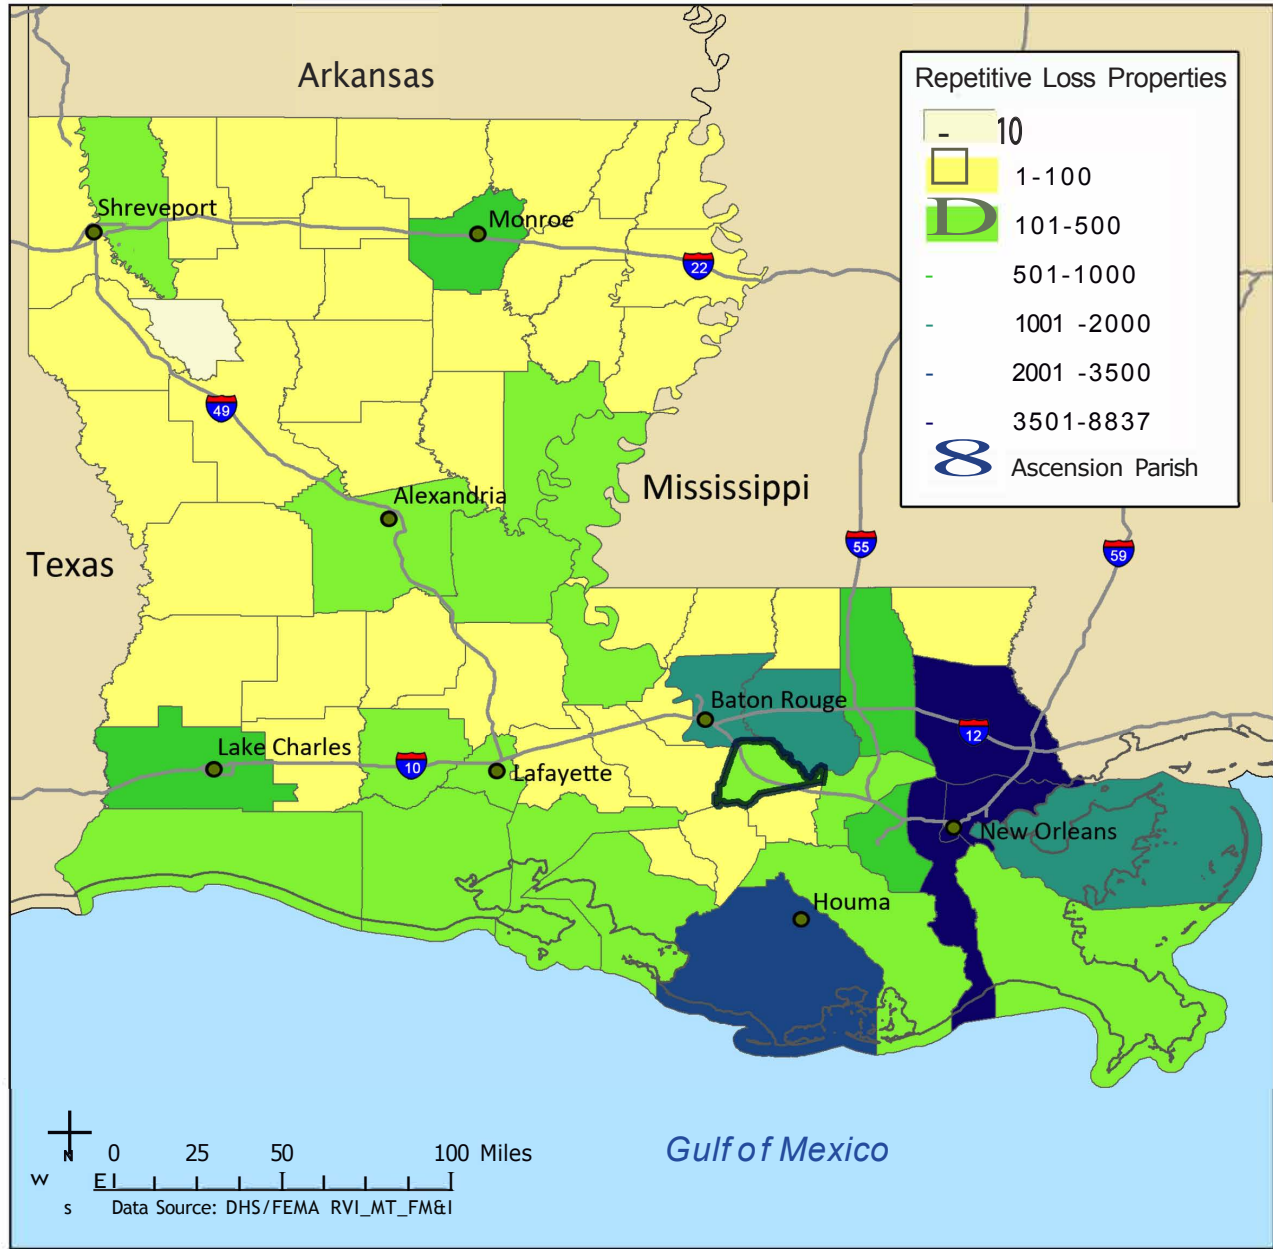 Arkansas
Repetitive Loss Properties
- 10
1-100
D 101-500
- 501-1000
- 1001 -2000
- 2001 -3500
- 3501-8837
8 Ascension Parish
Shreveport
Monroe
22
49
Mississippi
Alexandria
Texas
55
59
Baton Rouge
12
Lake Charles
10
Lafayette
New Orleans
Houma
Gulf of Mexico
N
W
E
s
0 25 50 100 Miles
Data Source: DHS/FEMA RVI_MT_FM&I